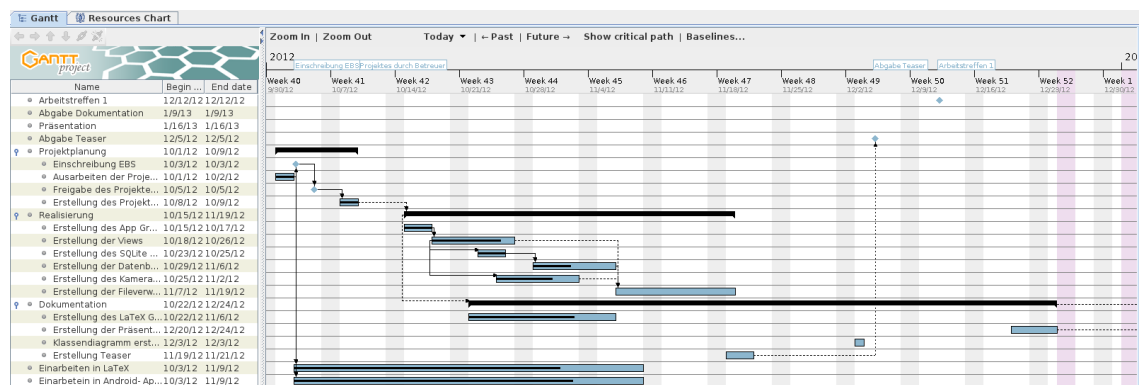 Gantt Resources Chart
GANTT project
Zoom In | Zoom Out Today ▼ | ←Past | Future→ Show critical path | Baselines...
2012 20
Einschreibung EBS Projektes durch Betreuer Abgabe Teaser Arbeitstreffen 1
Week 40 Week 41 Week 42 Week 43 Week 44 Week 45 Week 46 Week 47 Week 48 Week 49 Week 50 Week 51 Week 52 Week 1
9/30/12 10/7/12 10/14/12 10/21/12 10/28/12 11/4/12 11/11/12 11/18/12 11/25/12 12/2/12 12/9/12 12/16/12 12/23/12 12/30/12
Name Begin ... End date
Arbeitstreffen 1 12/12/12 12/12/12
Abgabe Dokumentation 1/9/13 1/9/13
Präsentation 1/16/13 1/16/13
Abgabe Teaser 12/5/12 12/5/12
Projektplanung 10/1/12 10/9/12
Einschreibung EBS 10/3/12 10/3/12
Ausarbeiten der Proje... 10/1/12 10/2/12
Freigabe des Projekte... 10/5/12 10/5/12
Erstellung des Projekt... 10/8/12 10/9/12
Realisierung 10/15/12 11/19/12
Erstellung des App Gr... 10/15/12 10/17/12
Erstellung der Views 10/18/12 10/26/12
Erstellung des SQLite ... 10/23/12 10/25/12
Erstellung der Datenb... 10/29/12 11/6/12
Erstellung des Kamera... 10/25/12 11/2/12
Erstellung der Fileverw... 11/7/12 11/19/12
Dokumentation 10/22/12 12/24/12
Erstellung des LaTeX G... 10/22/12 11/6/12
Erstellung der Präsent... 12/20/12 12/24/12
Klassendiagramm erst... 12/3/12 12/3/12
Erstellung Teaser 11/19/12 11/21/12
Einarbeiten in LaTeX 10/3/12 11/9/12
Einarbetein in Android- Ap... 10/3/12 11/9/12